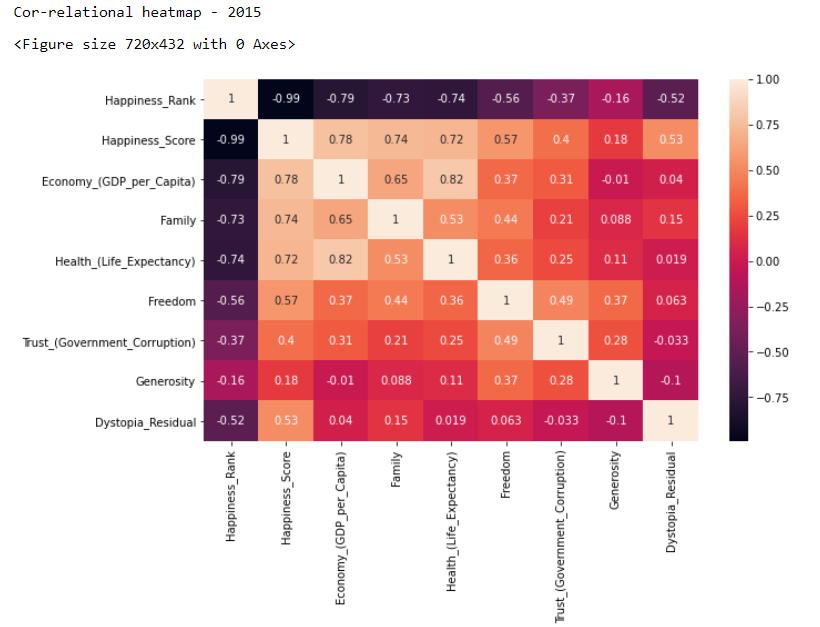 Cor-relational heatmap - 2015
<Figure size 720x432 with 0 Axes>
Happiness_Rank 1 -0.99 -0.79 -0.73 -0.74 -0.56 -0.37 -0.16 -0.52
Happiness_Score -0.99 1 0.78 0.74 0.72 0.57 0.4 0.18 0.53
Economy_(GDP_per_Capita) -0.79 0.78 1 0.65 0.82 0.37 0.31 -0.01 0.04
Family -0.73 0.74 0.65 1 0.53 0.44 0.21 0.088 0.15
Health_(Life_Expectancy) -0.74 0.72 0.82 0.53 1 0.36 0.25 0.11 0.019
Freedom -0.56 0.57 0.37 0.44 0.36 1 0.49 0.37 0.063
Trust_(Government_Corruption) -0.37 0.4 0.31 0.21 0.25 0.49 1 0.28 -0.033
Generosity -0.16 0.18 -0.01 0.088 0.11 0.37 0.28 1 -0.1
Dystopia_Residual -0.52 0.53 0.04 0.15 0.019 0.063 -0.033 -0.1 1
Happiness_Rank
Happiness_Score
Economy_(GDP_per_Capita)
Family
Health_(Life_Expectancy)
Freedom
Trust_(Government_Corruption)
Generosity
Dystopia_Residual
1.00
0.75
0.50
0.25
0.00
−0.25
−0.50
−0.75